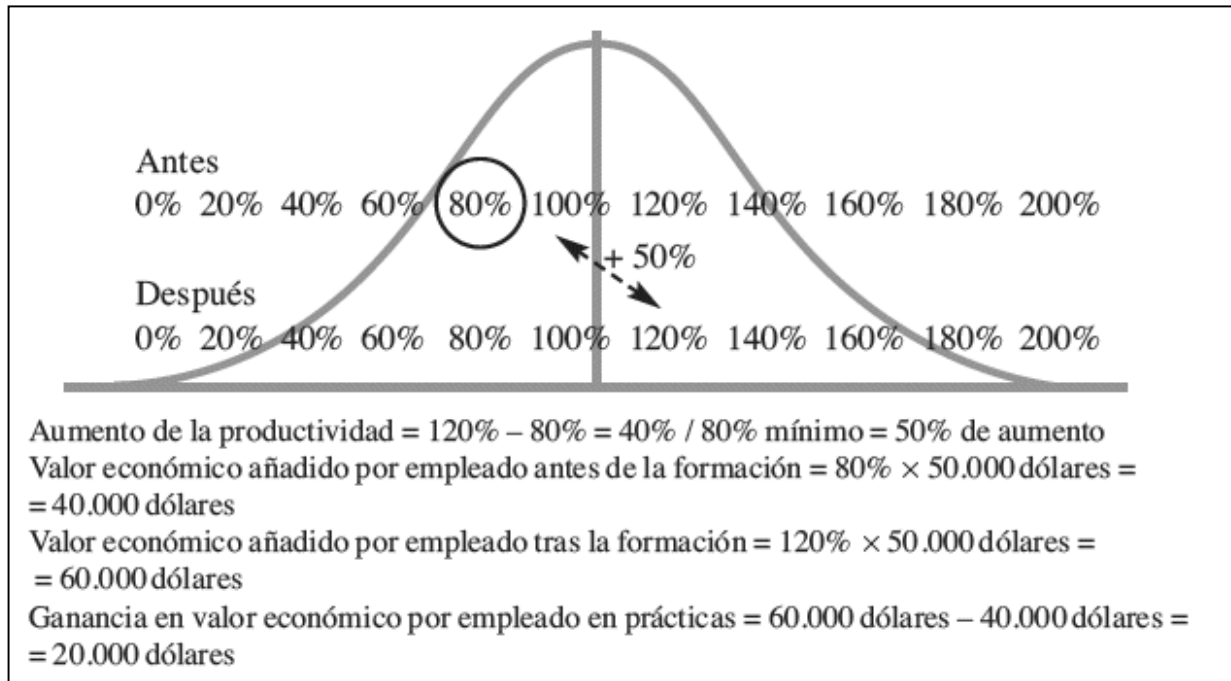 Antes
0% 20% 40% 60% 80% 100% 120% 140% 160% 180% 200%
+ 50%
Después
0% 20% 40% 60% 80% 100% 120% 140% 160% 180% 200%
Aumento de la productividad = 120% – 80% = 40% / 80% mínimo = 50% de aumento
Valor económico añadido por empleado antes de la formación = 80% × 50.000 dólares =
= 40.000 dólares
Valor económico añadido por empleado tras la formación = 120% × 50.000 dólares =
= 60.000 dólares
Ganancia en valor económico por empleado en prácticas = 60.000 dólares – 40.000 dólares =
= 20.000 dólares